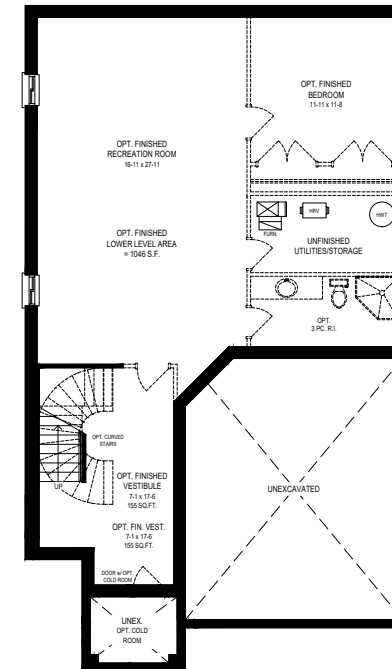 OPT. FINISHED
BEDROOM
11-11 x 11-8
OPT. FINISHED
RECREATION ROOM
16-11 x 27-11
OPT. FINISHED
LOWER LEVEL AREA
= 1046 S.F.
HRV
HWT
FURN.
UNFINISHED
UTILITIES/STORAGE
OPT.
3 PC. R.I.
OPT. CURVED
STAIRS
UP
OPT. FINISHED
VESTIBULE
7-1 x 17-6
155 SQ.FT.
OPT. FIN. VEST.
7-1 x 17-6
155 SQ.FT.
UNEXCAVATED
DOOR w/ OPT.
COLD ROOM
UNEX.
OPT. COLD
ROOM